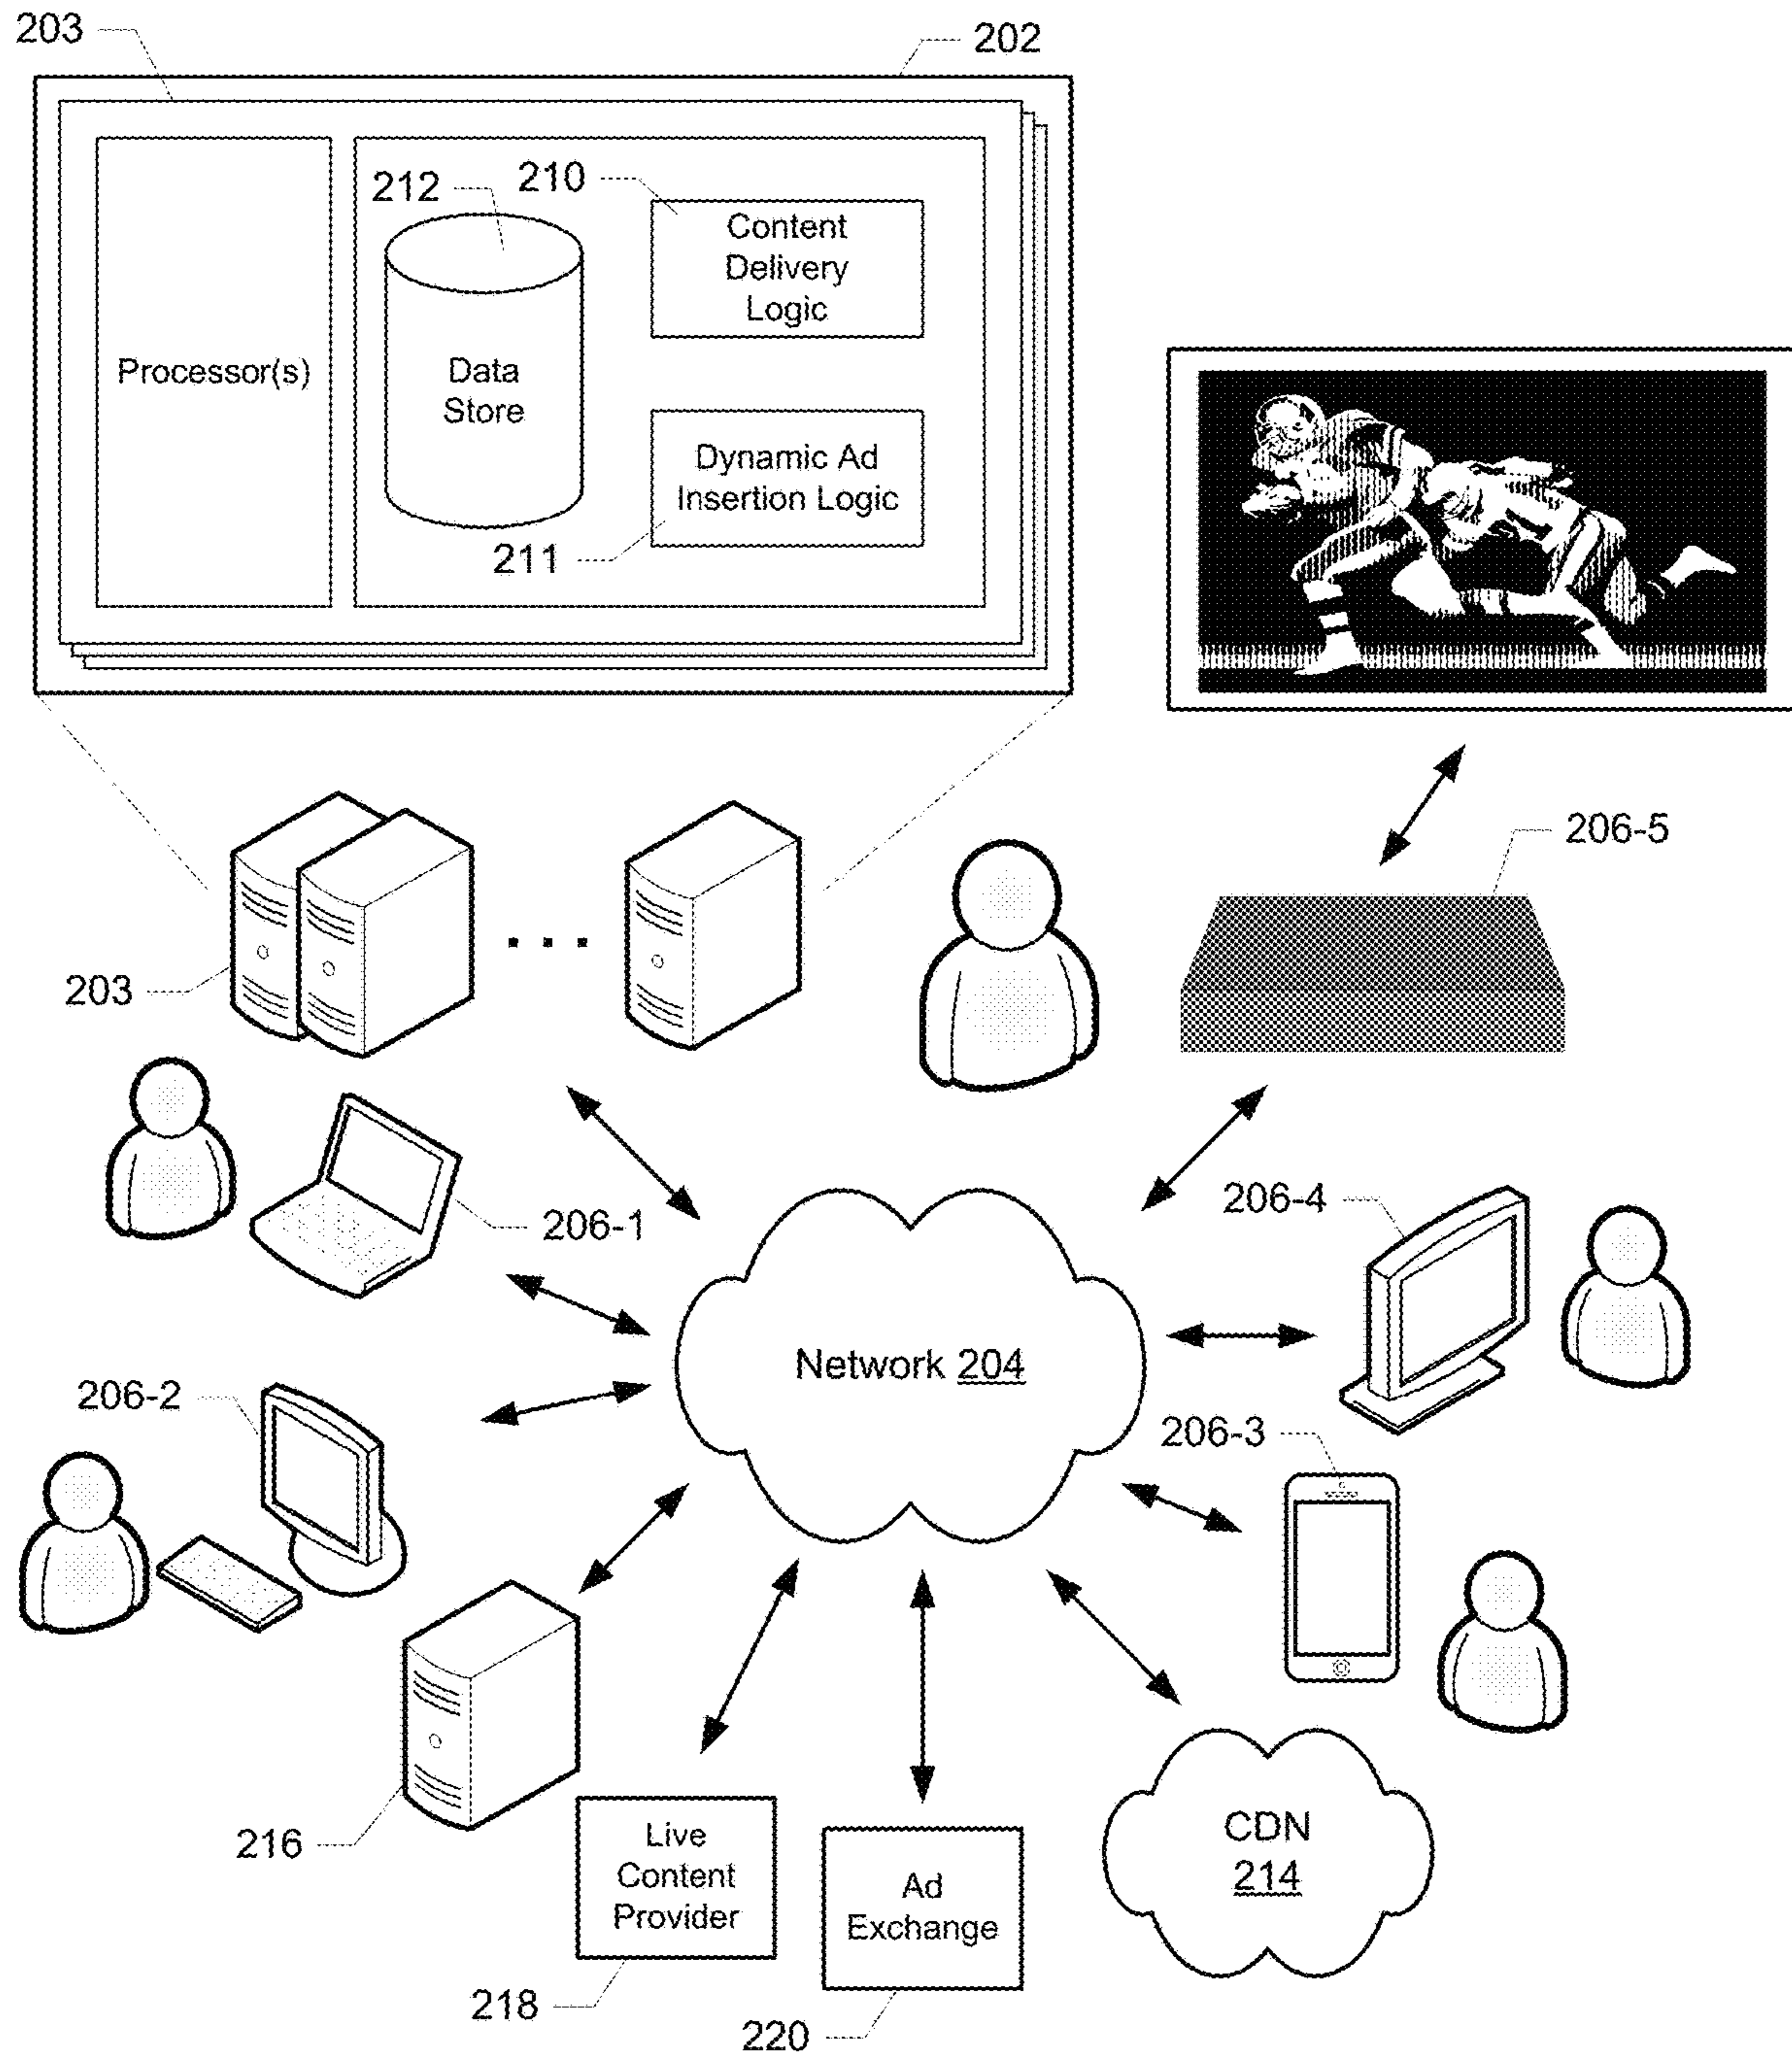 203
202
212
210
Content
Delivery
Logic
Processor(s)
Data
Store
Dynamic Ad
Insertion Logic
211
206-5
203
206-1
206-4
Network 204
206-2
206-3
216
Live
Content
Provider
Ad
Exchange
CDN
214
218
220